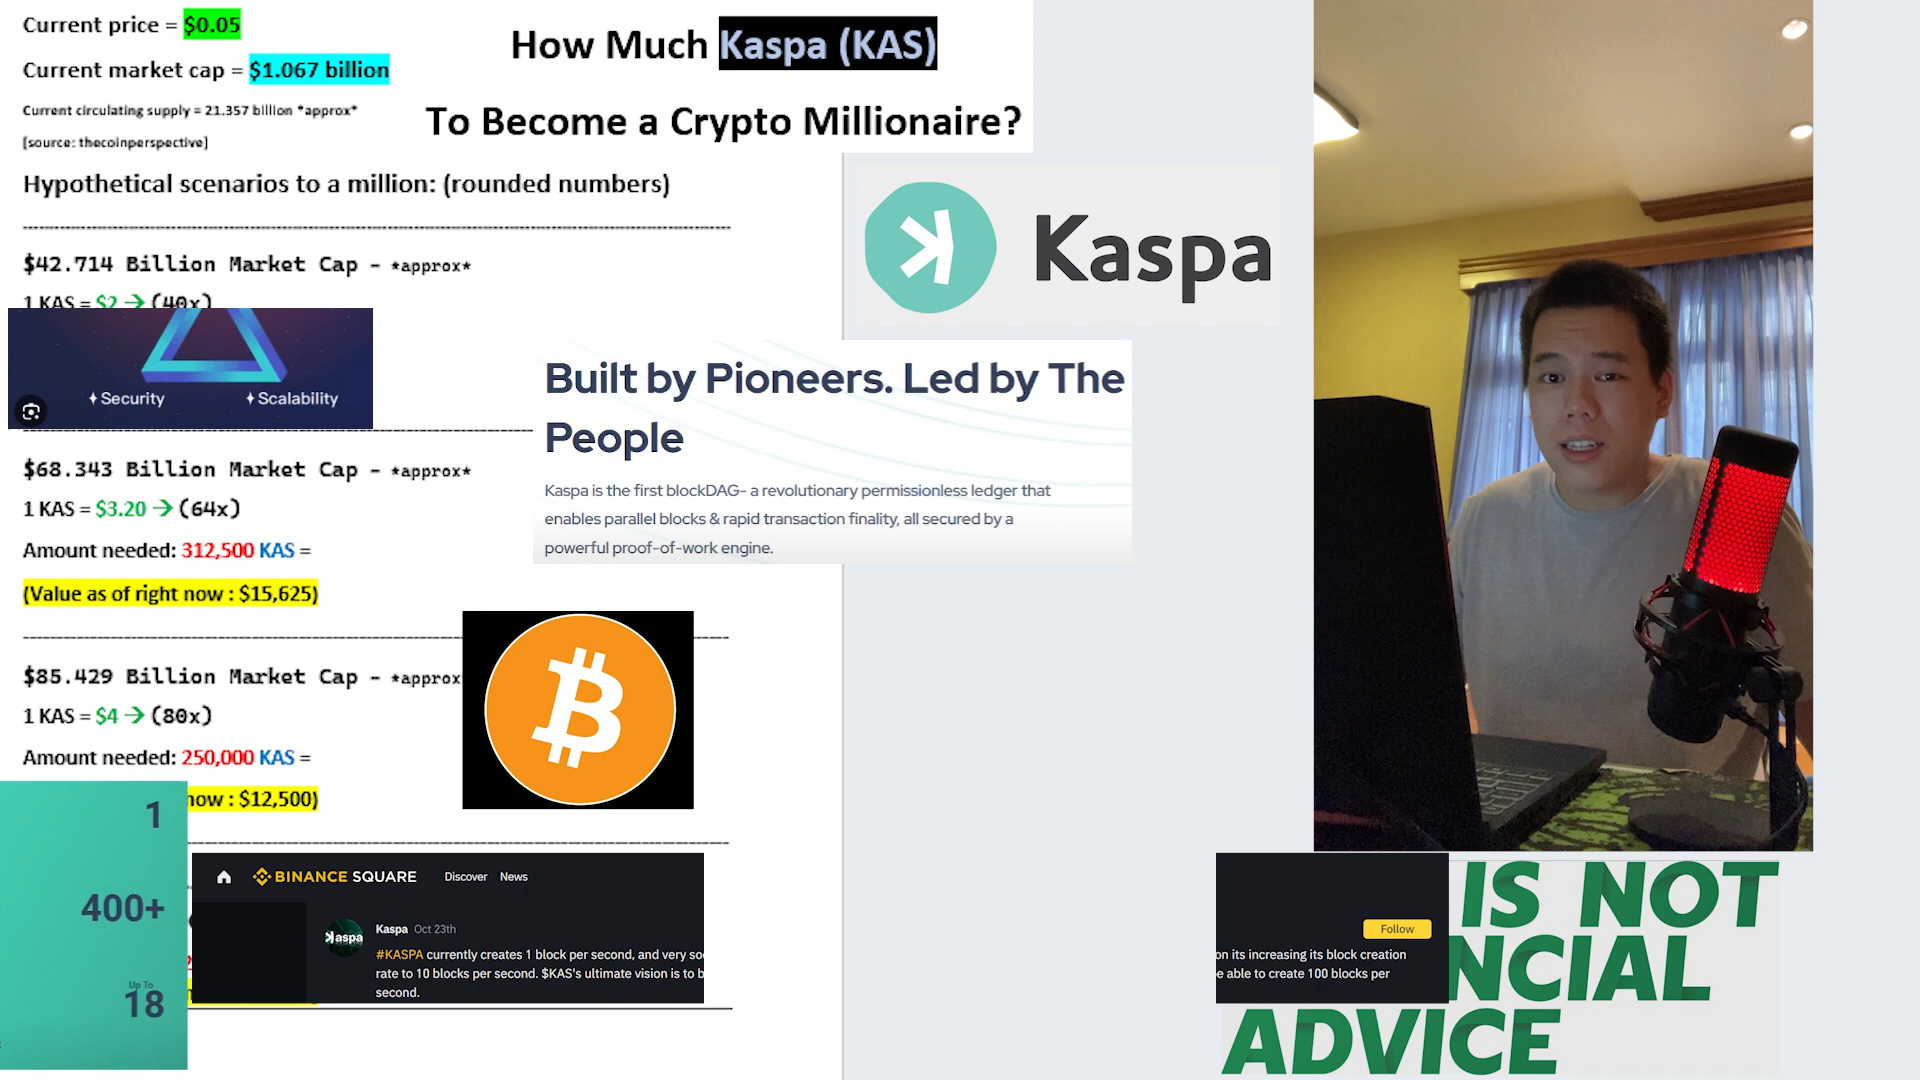 Current price = $0.05
Current market cap = $1.067 billion
Current circulating supply = 21.357 billion *approx*
[source: thecoinperspective]
How Much Kaspa (KAS)
To Become a Crypto Millionaire?
Hypothetical scenarios to a million: (rounded numbers)
$42.714 Billion Market Cap - *approx*
1 KAS = $2 → (40x)
Security
Scalability
Kaspa
Built by Pioneers. Led by The
People
Kaspa is the first blockDAG- a revolutionary permissionless ledger that
enables parallel blocks & rapid transaction finality, all secured by a
powerful proof-of-work engine.
$68.343 Billion Market Cap - *approx*
1 KAS = $3.20 → (64x)
Amount needed: 312,500 KAS =
(Value as of right now : $15,625)
$85.429 Billion Market Cap - *approx
1 KAS = $4 → (80x)
Amount needed: 250,000 KAS =
now : $12,500)
1
400+
Up To
18
BINANCE SQUARE
Discover
News
Kaspa
Kaspa Oct 23th
#KASPA currently creates 1 block per second, and very so
rate to 10 blocks per second. $KAS's ultimate vision is to b
second.
Follow
on its increasing its block creation
e able to create 100 blocks per
IS NOT
NCIAL
ADVICE